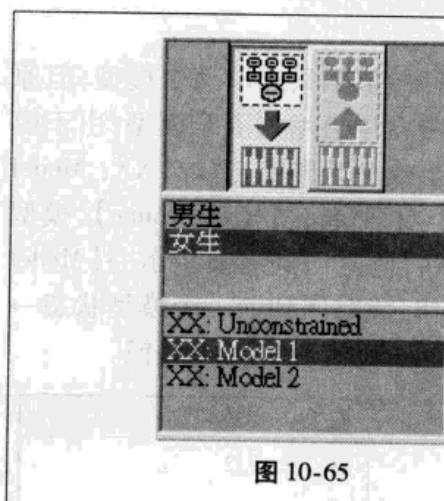 男生
女生
XX: Unconstrained
XX: Model 1
XX: Model 2
图 10-65